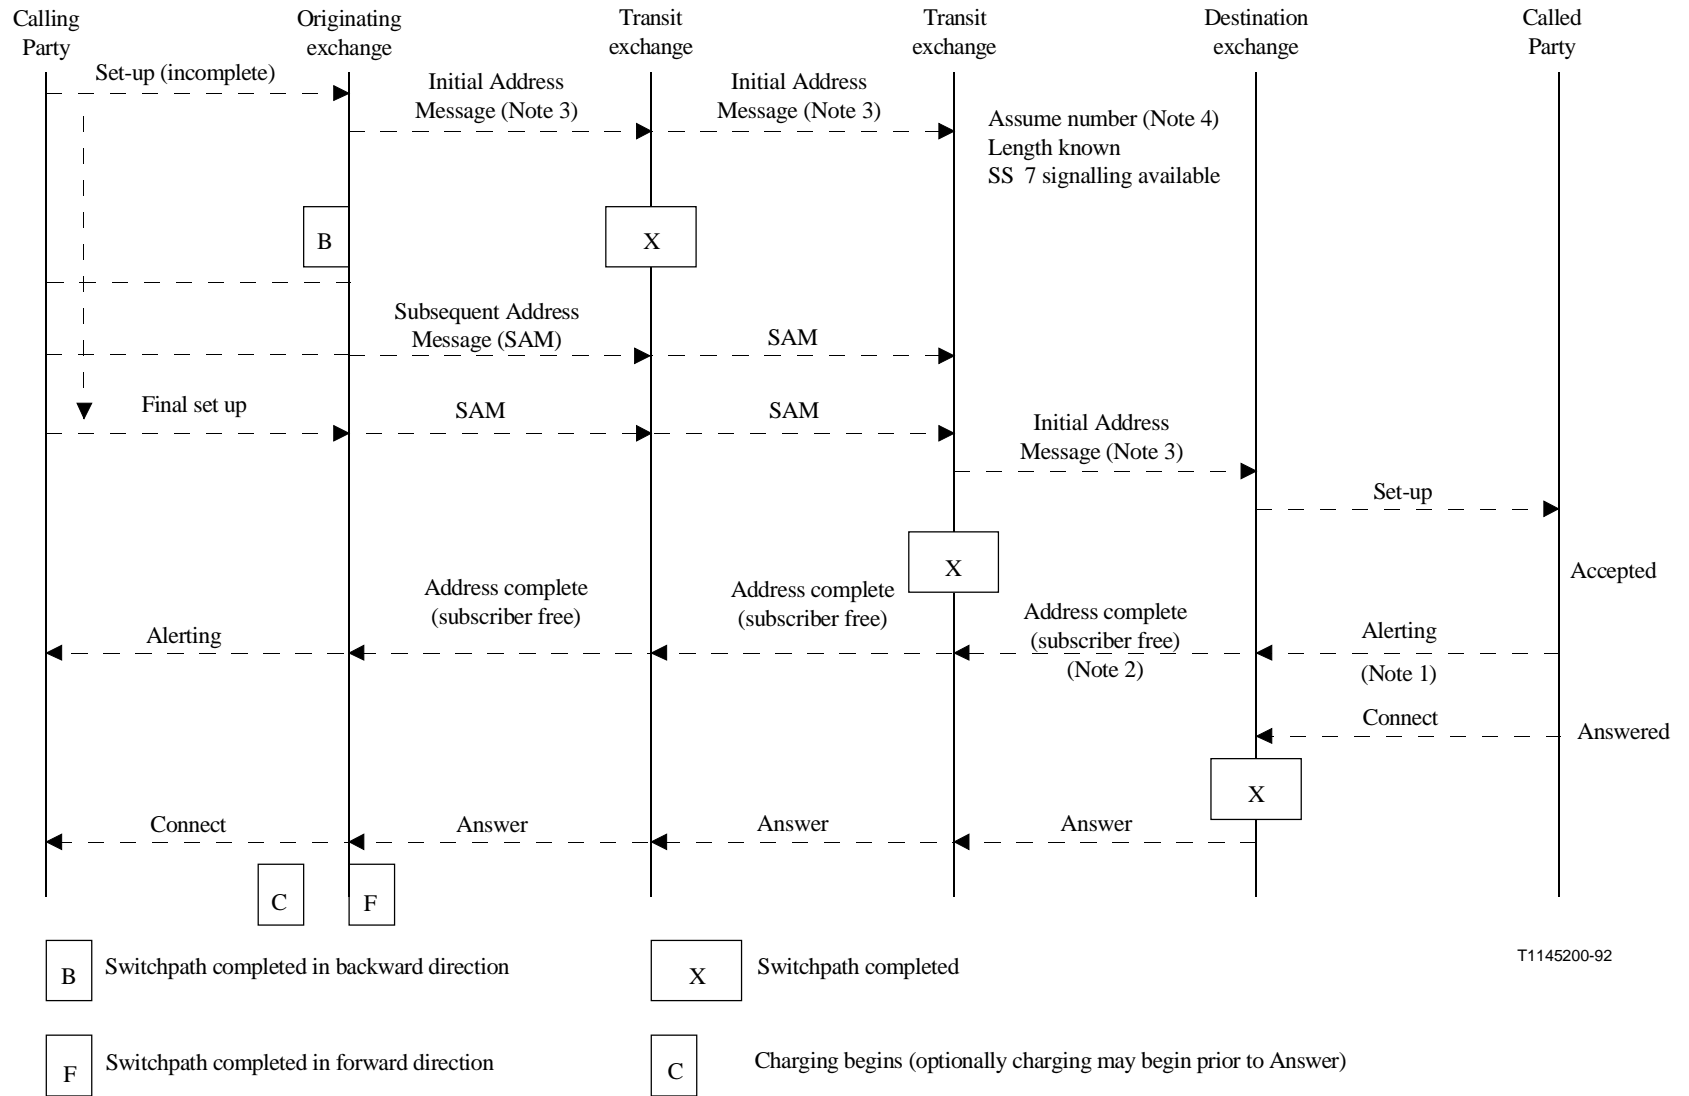 Calling
Party
Originating
exchange
Transit
exchange
Transit
exchange
Destination
exchange
Called
Party
Set-up (incomplete)
Initial Address
Message (Note 3)
Initial Address
Message (Note 3)
Assume number (Note 4)
Length known
SS 7 signalling available
B
X
Subsequent Address
Message (SAM)
SAM
Final set up
SAM
SAM
Initial Address
Message (Note 3)
Set-up
X
Accepted
Address complete
(subscriber free)
Address complete
(subscriber free)
Address complete
(subscriber free)
(Note 2)
Alerting
Alerting
(Note 1)
Connect
Answered
X
Connect
Answer
Answer
Answer
C
F
B
Switchpath completed in backward direction
X
Switchpath completed
T1145200-92
F
Switchpath completed in forward direction
C
Charging begins (optionally charging may begin prior to Answer)